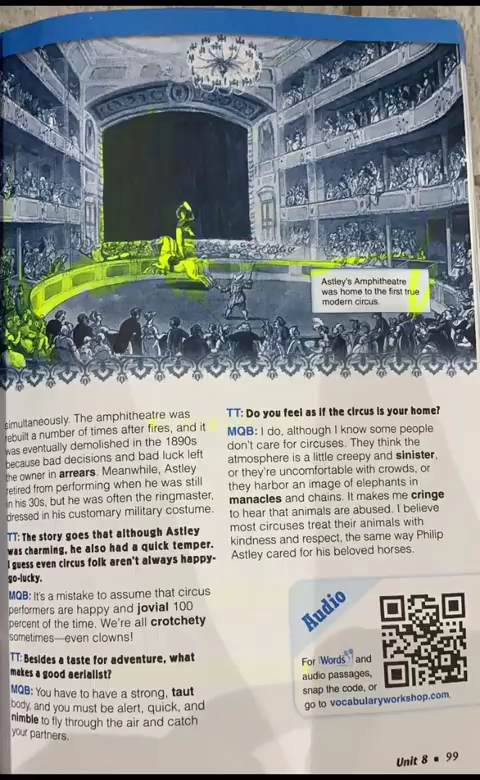 Astley's Amphitheatre
was home to the first true
modern circus.
simultaneously. The amphitheatre was
rebuilt a number of times after fires, and it
was eventually demolished in the 1890s
because bad decisions and bad luck left
the owner in arrears. Meanwhile, Astley
retired from performing when he was still
in his 30s, but he was often the ringmaster,
dressed in his customary military costume.
TT: The story goes that although Astley
was charming, he also had a quick temper.
I guess even circus folk aren't always happy-
go-lucky.
MQB: It's a mistake to assume that circus
performers are happy and jovial 100
percent of the time. We're all crotchety
sometimes—even clowns!
TT: Besides a taste for adventure, what
makes a good aerialist?
MQB: You have to have a strong, taut
body, and you must be alert, quick, and
nimble to fly through the air and catch
your partners.
TT: Do you feel as if the circus is your home?
MQB: I do, although I know some people
don't care for circuses. They think the
atmosphere is a little creepy and sinister,
or they're uncomfortable with crowds, or
they harbor an image of elephants in
manacles and chains. It makes me cringe
to hear that animals are abused. I believe
most circuses treat their animals with
kindness and respect, the same way Philip
Astley cared for his beloved horses.
Audio
For iWords and
audio passages,
snap the code, or
go to vocabularyworkshop.com.
Unit 8 ■ 99